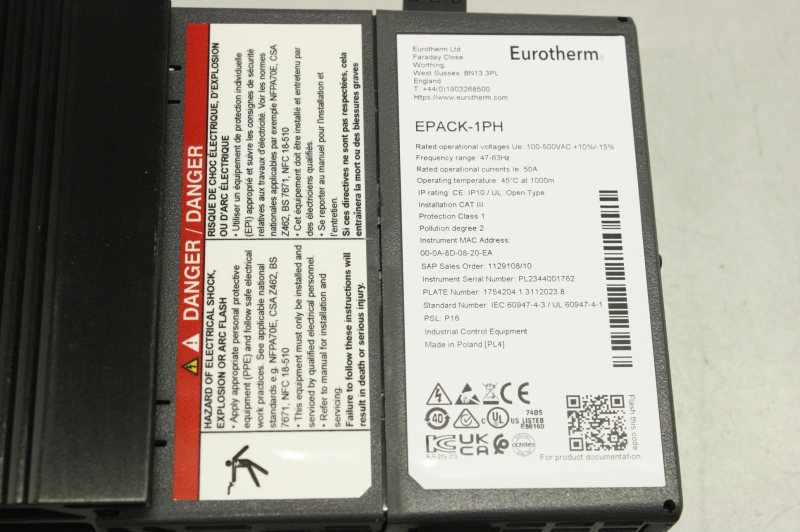 DANGER / DANGER
HAZARD OF ELECTRICAL SHOCK,
EXPLOSION OR ARC FLASH
• Apply appropriate personal protective
equipment (PPE) and follow safe electrical
work practices. See applicable national
standards e.g. NFPA70E, CSA Z462, BS
7671, NFC 18-510
• This equipment must only be installed and
serviced by qualified electrical personnel.
• Refer to manual for installation and
servicing.
Failure to follow these instructions will
result in death or serious injury.
RISQUE DE CHOC ÉLECTRIQUE, D'EXPLOSION
OU D'ARC ÉLECTRIQUE
• Utiliser un équipement de protection individuelle
(EPI) approprié et suivre les consignes de sécurité
relatives aux travaux d'électricité. Voir les normes
nationales applicables par exemple NFPA70E, CSA
Z462, BS 7671, NFC 18-510
• Cet équipement doit être installé et entretenu par
des électriciens qualifiés.
• Se reporter au manuel pour l'installation et
l'entretien.
Si ces directives ne sont pas respectées, cela
entraînera la mort ou des blessures graves
Eurotherm Ltd
Faraday Close
Worthing,
West Sussex, BN13 3PL
England
T: +44(0)1903268500
https://www.eurotherm.com
Eurotherm
EPACK-1PH
Rated operational voltages Ue: 100-500VAC +10%/-15%
Frequency range: 47-63Hz
Rated operational currents Ie: 50A
Operating temperature: 45°C at 1000m
IP rating: CE: IP10 / UL: Open Type
Installation CAT III
Protection Class 1
Pollution degree 2
Instrument MAC Address:
00-0A-8D-08-20-EA
SAP Sales Order: 1129108/10
Instrument Serial Number: PL2344001762
PLATE Number: 1754204.1.3112023.8
Standard Number: IEC 60947-4-3 / UL 60947-4-1
PSL: P16
Industrial Control Equipment
Made in Poland [PL4]
CE
40
C UL US LISTED
74B5
E86160
UK
CA
achilles
Flash this code
For product documentation